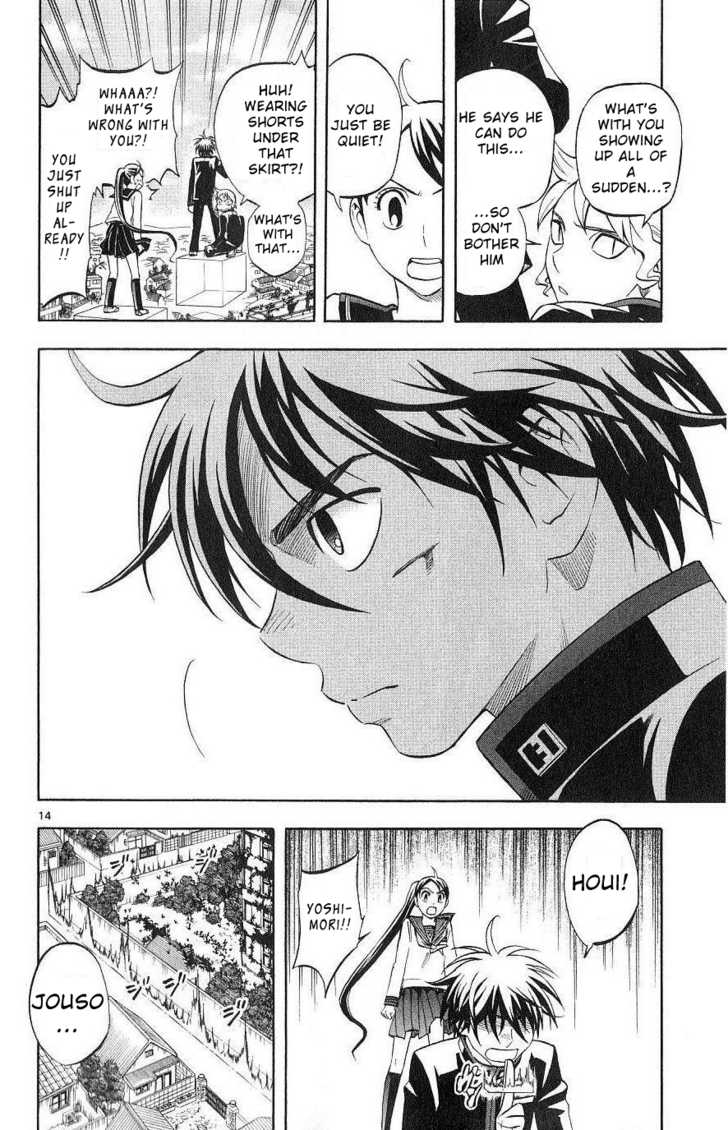 WHAT'S
WITH YOU
SHOWING
UP ALL OF
A
SUDDEN...?
HE SAYS HE
CAN DO
THIS...
...SO
DON'T
BOTHER
HIM
YOU
JUST BE
QUIET!
HUH!
WEARING
SHORTS
UNDER
THAT
SKIRT?!
WHAT'S
WITH
THAT...
WHAAA?!
WHAT'S
WRONG WITH
YOU?!
YOU
JUST
SHUT
UP
AL-
READY
!!
14
HOUI!
YOSHI-
MORI!!
JOUSO
...